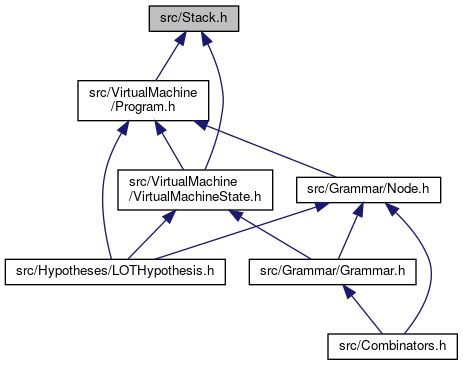 src/Stack.h
src/VirtualMachine
/Program.h
src/VirtualMachine
/VirtualMachineState.h
src/Grammar/Node.h
src/Hypotheses/LOTHypothesis.h
src/Grammar/Grammar.h
src/Combinators.h